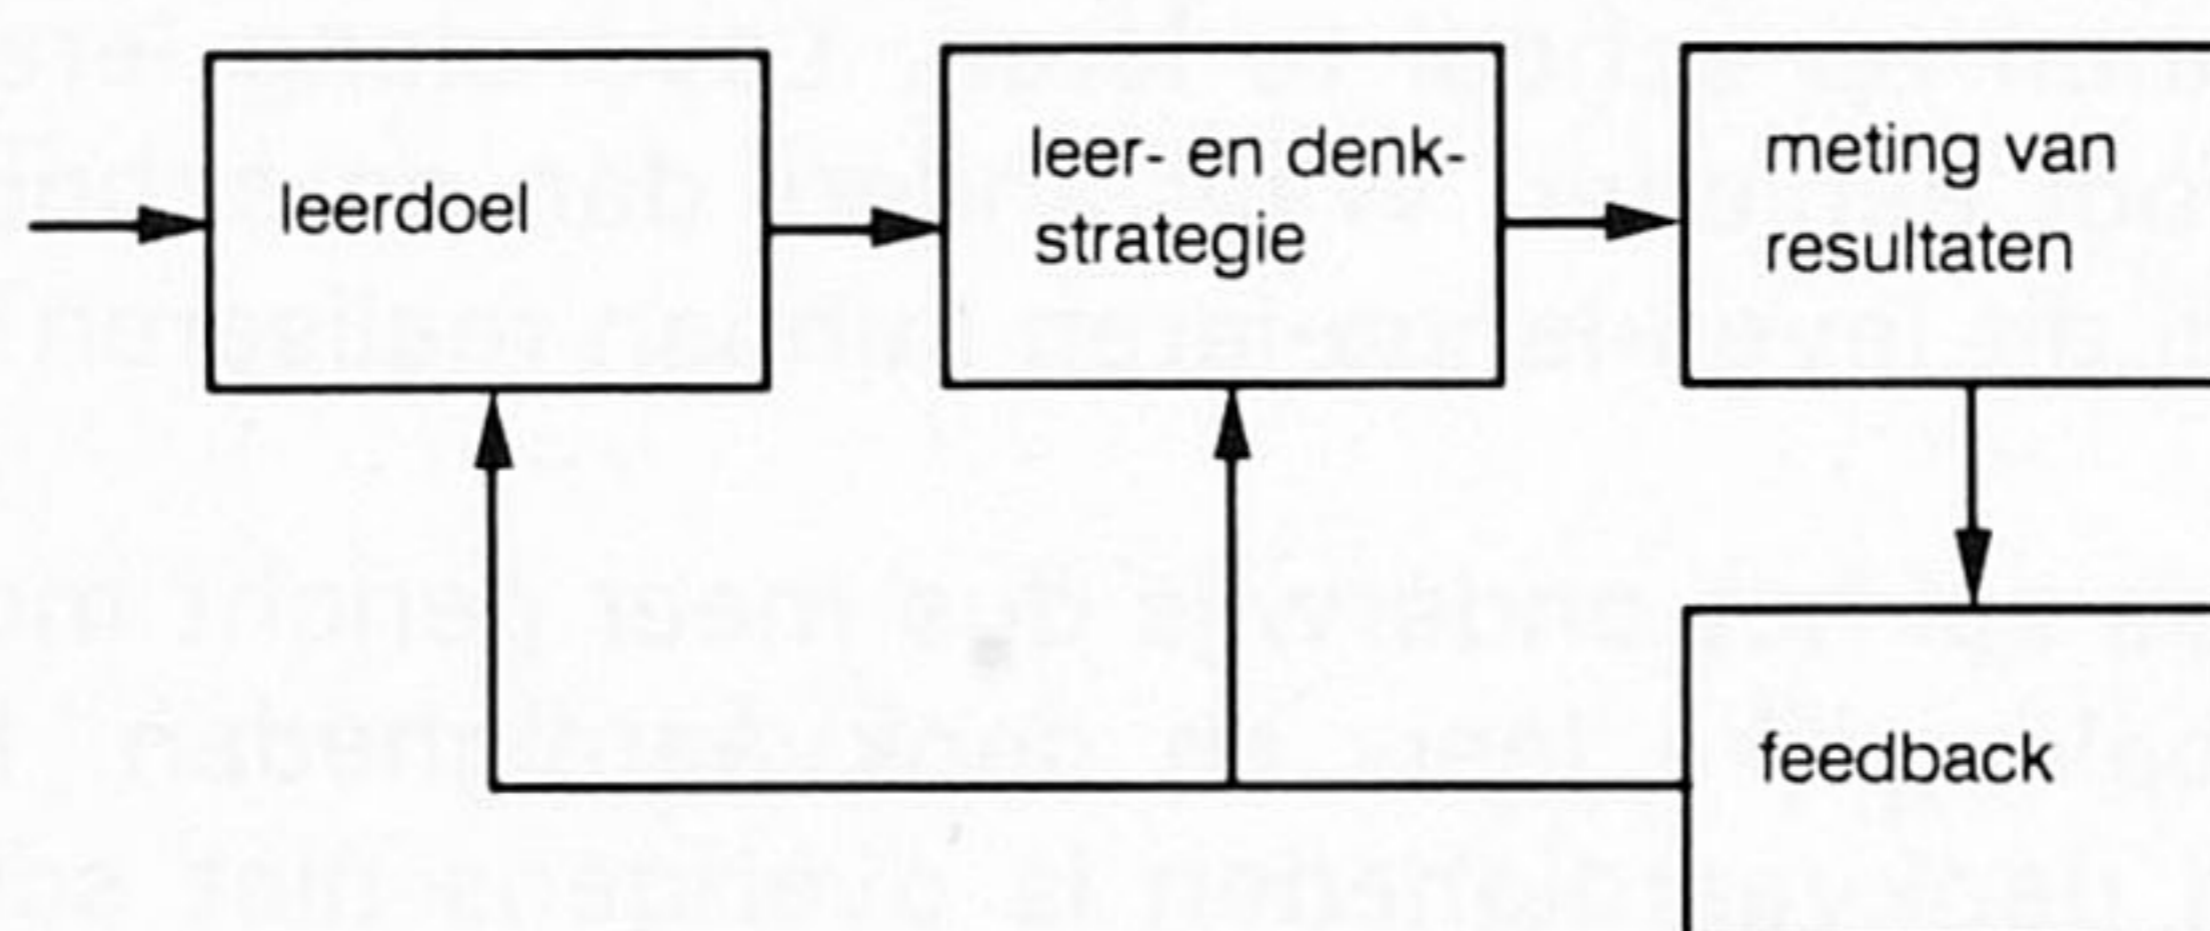 leerdoel
leer- en denk-
strategie
meting van
resultaten
feedback